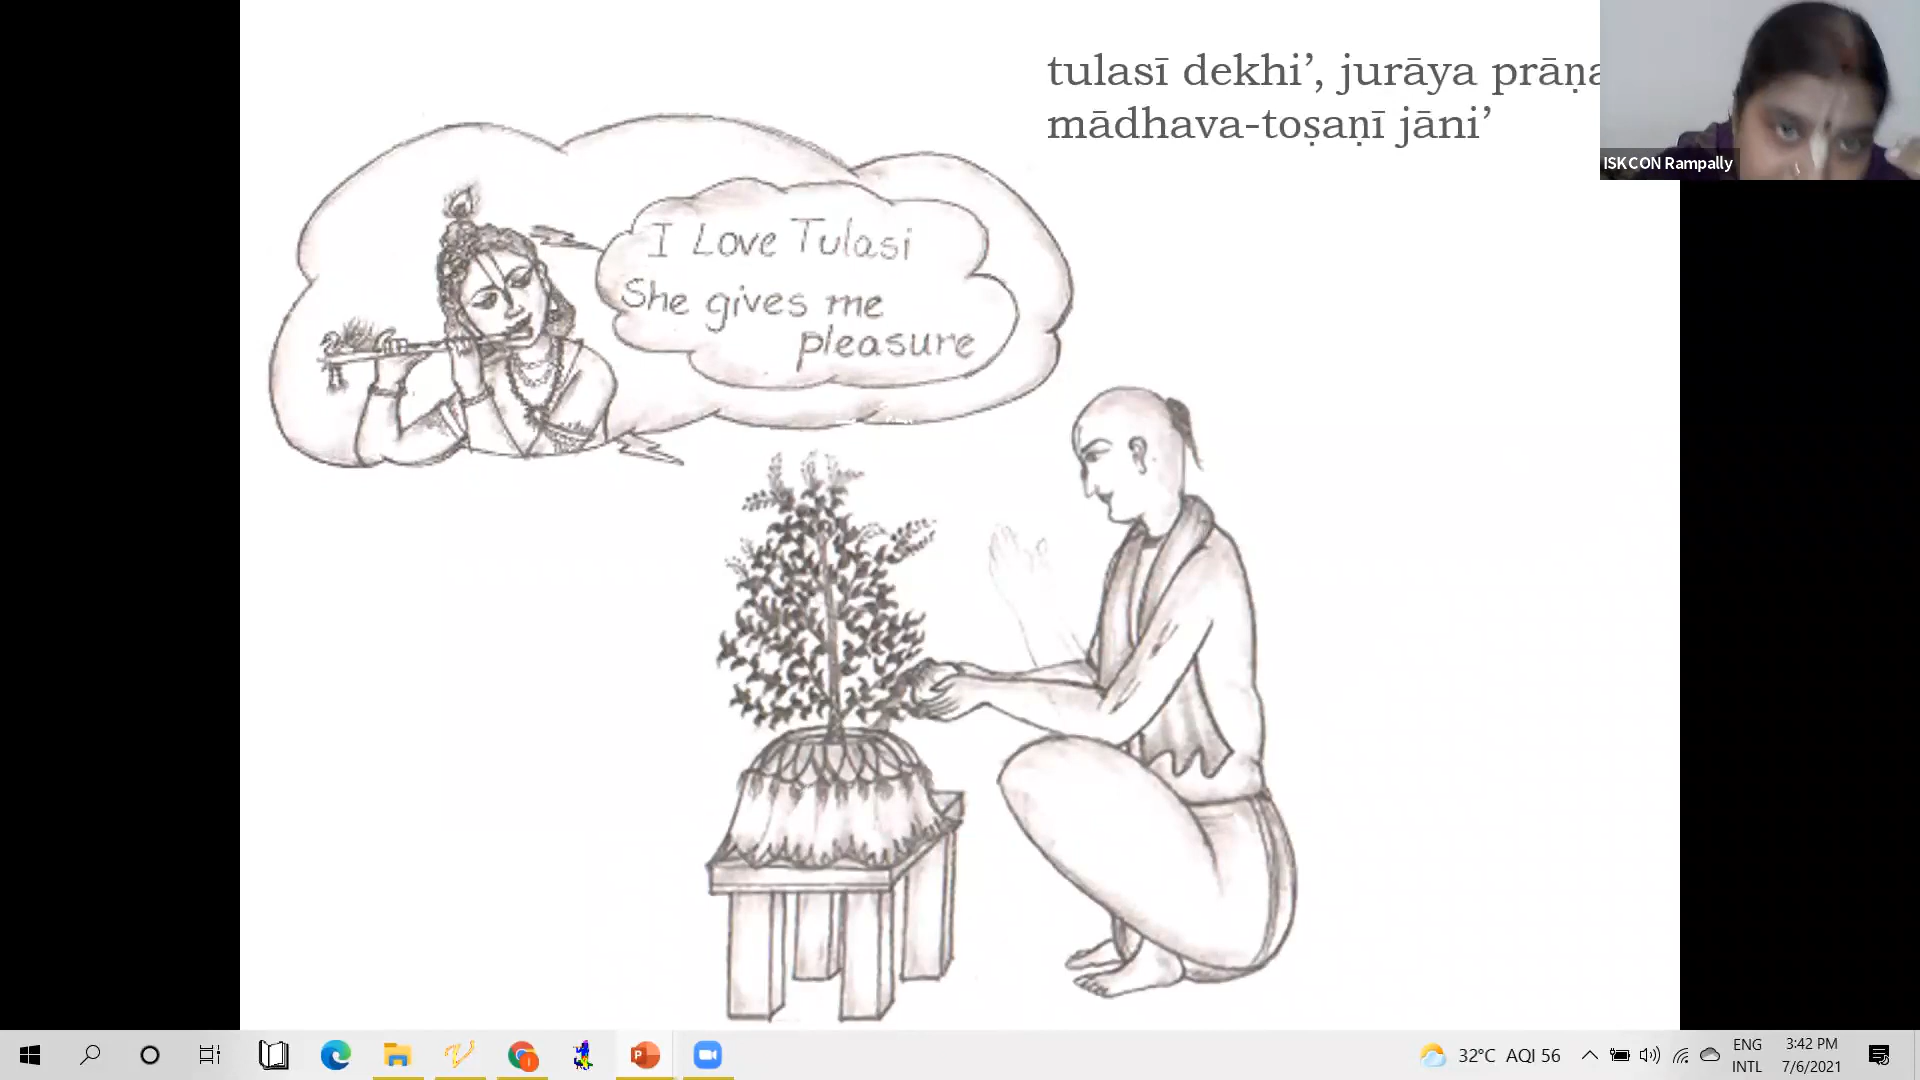 tulasī dekhi’, jurāya prāṇa
mādhava-toṣaṇī jāni’
ISKCON Rampally
I Love Tulasi
She gives me
pleasure
32°C AQI 56
ENG
INTL
3:42 PM
7/6/2021